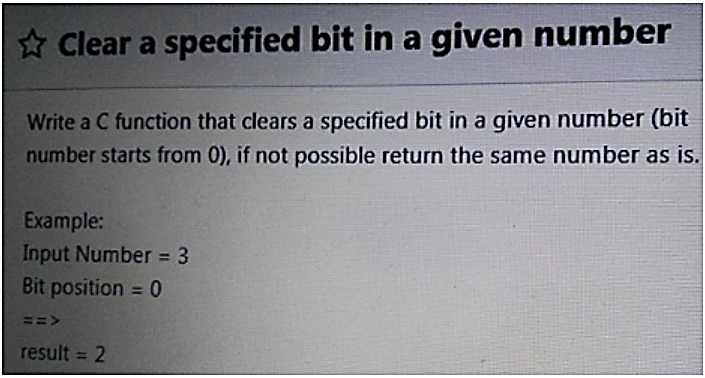 Clear a specified bit in a given number
Write a C function that clears a specified bit in a given number (bit
number starts from 0), if not possible return the same number as is.
Example:
Input Number = 3
Bit position = 0
==>
result = 2